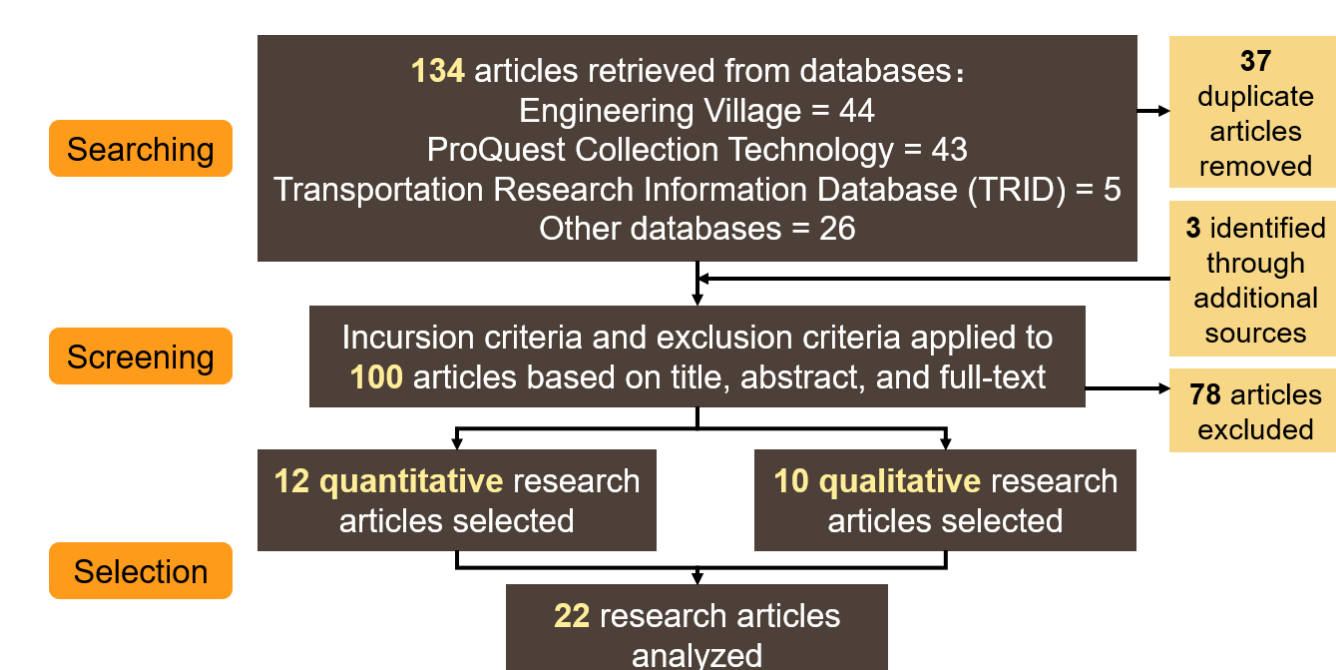 134 articles retrieved from databases：
Engineering Village = 44
ProQuest Collection Technology = 43
Transportation Research Information Database (TRID) = 5
Other databases = 26
37
duplicate
articles
removed
Searching
3 identified
through
additional
sources
Screening
Incursion criteria and exclusion criteria applied to
100 articles based on title, abstract, and full-text
78 articles
excluded
12 quantitative research
articles selected
10 qualitative research
articles selected
Selection
22 research articles
analyzed